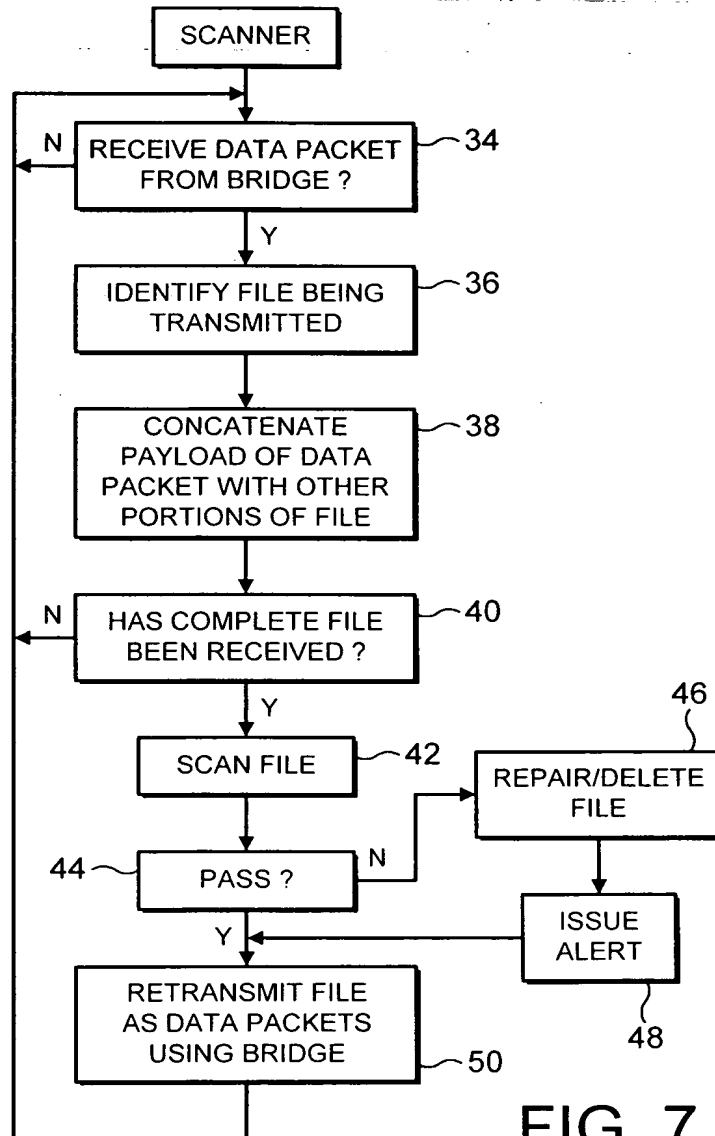 SCANNER
N
RECEIVE DATA PACKET
FROM BRIDGE ?
34
Y
IDENTIFY FILE BEING
TRANSMITTED
36
CONCATENATE
PAYLOAD OF DATA
PACKET WITH OTHER
PORTIONS OF FILE
38
N
HAS COMPLETE FILE
BEEN RECEIVED ?
40
Y
SCAN FILE
42
46
REPAIR/DELETE
FILE
44
PASS ?
N
Y
ISSUE
ALERT
48
RETRANSMIT FILE
AS DATA PACKETS
USING BRIDGE
50
FIG. 7